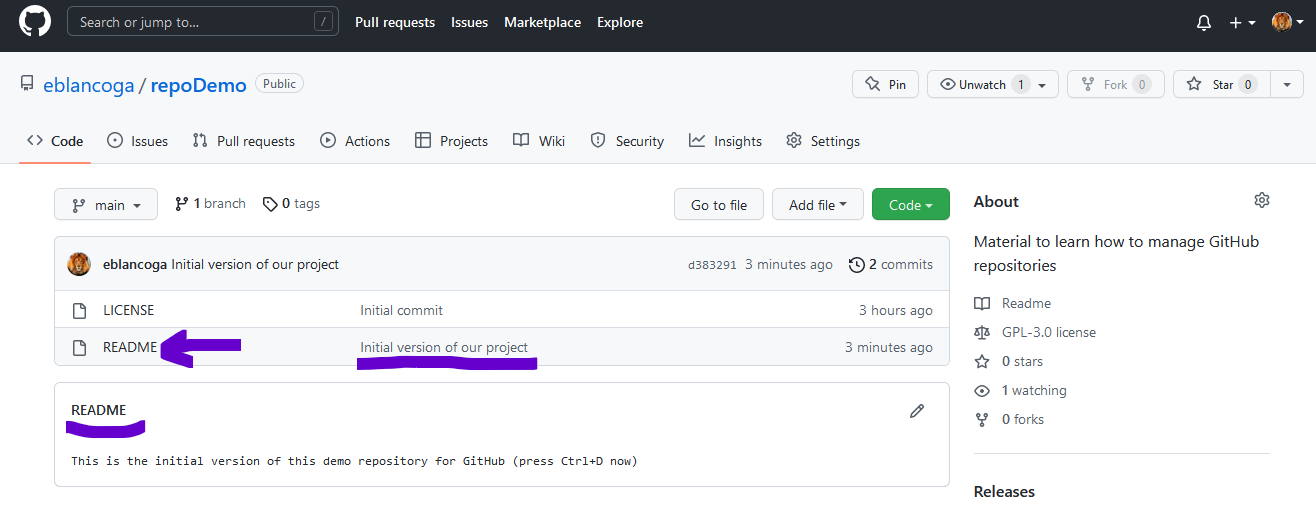 Search or jump to... /
Pull requests Issues Marketplace Explore
eblancoga / repoDemo Public
Pin Unwatch 1 Fork 0 Star 0
Code Issues Pull requests Actions Projects Wiki Security Insights Settings
main 1 branch 0 tags
Go to file Add file Code
eblancoga Initial version of our project d383291 3 minutes ago 2 commits
LICENSE Initial commit 3 hours ago
README Initial version of our project 3 minutes ago
README
This is the initial version of this demo repository for GitHub (press Ctrl+D now)
About
Material to learn how to manage GitHub
repositories
Readme
GPL-3.0 license
0 stars
1 watching
0 forks
Releases